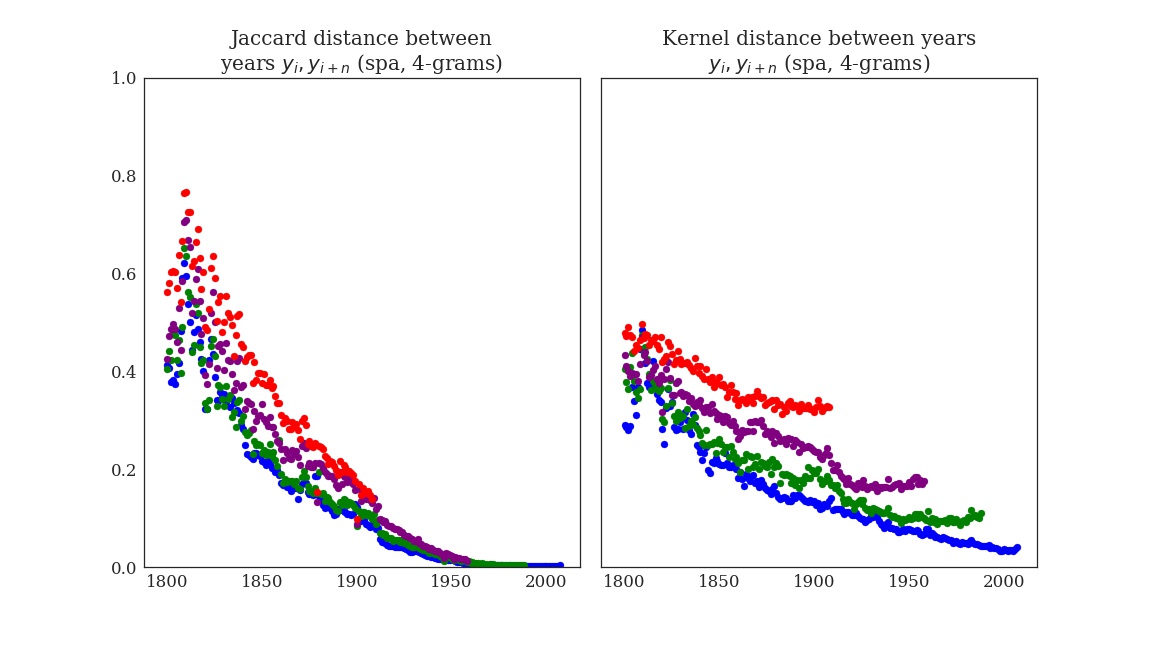 Jaccard distance between
years y_i, y_{i+n} (spa, 4-grams)
Kernel distance between years
y_i, y_{i+n} (spa, 4-grams)
1.0
0.8
0.6
0.4
0.2
0.0
1800 1850 1900 1950 2000
1800 1850 1900 1950 2000